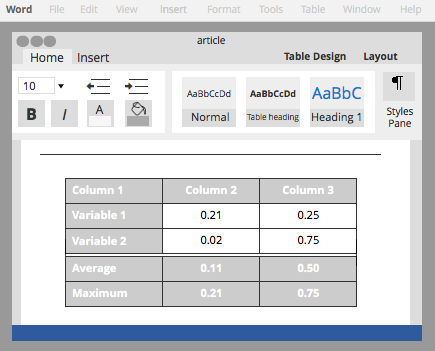 Word File Edit View Insert Format Tools Table Window Help
article
Home Insert Table Design Layout
10
AaBbCcDd AaBbCcDd AaBbC ¶
B I A Normal Table heading Heading 1 Styles
Pane
Column 1 Column 2 Column 3
Variable 1 0.21 0.25
Variable 2 0.02 0.75
Average 0.11 0.50
Maximum 0.21 0.75